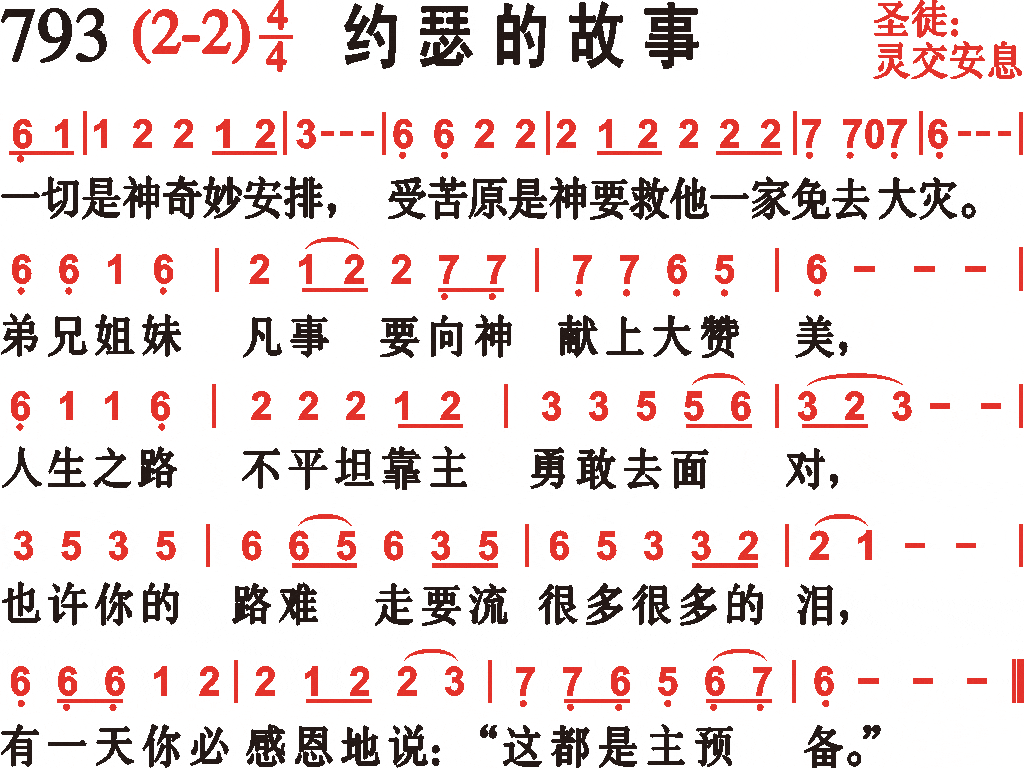 793 (2-2) 4/4 约瑟的故事 圣徒：
灵交安息
6 1|1 2 2 1 2|3---|6 6 2 2|2 1 2 2 2 2|7 707|6---|
一切是神奇妙安排， 受苦原是神要救他一家免去大灾。
6 6 1 6 | 2 1 2 2 7 7 | 7 7 6 5 | 6 - - - |
弟兄姐妹 凡事 要向神 献上大赞 美，
6 1 1 6 | 2 2 2 1 2 | 3 3 5 5 6 | 3 2 3 - - |
人生之路 不平坦靠主 勇敢去面 对，
3 5 3 5 | 6 6 5 6 3 5 | 6 5 3 3 2 | 2 1 - - |
也许你的 路难 走要流 很多很多的 泪，
6 6 6 1 2 | 2 1 2 2 3 | 7 7 6 5 6 7 | 6 - - - ‖
有一天你必 感恩地说：“这都是主预 备。”